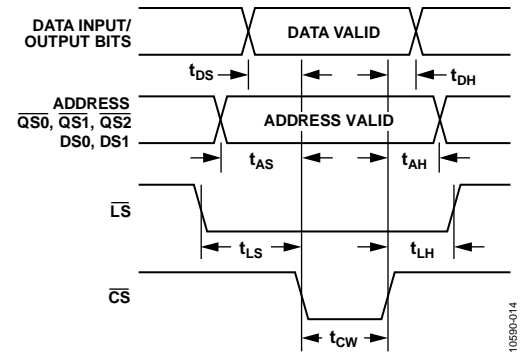 DATA INPUT/
OUTPUT BITS
DATA VALID
tDS
tDH
ADDRESS
QS0, QS1, QS2
DS0, DS1
ADDRESS VALID
tAS
tAH
LS
tLS
tLH
CS
tCW
10590-014